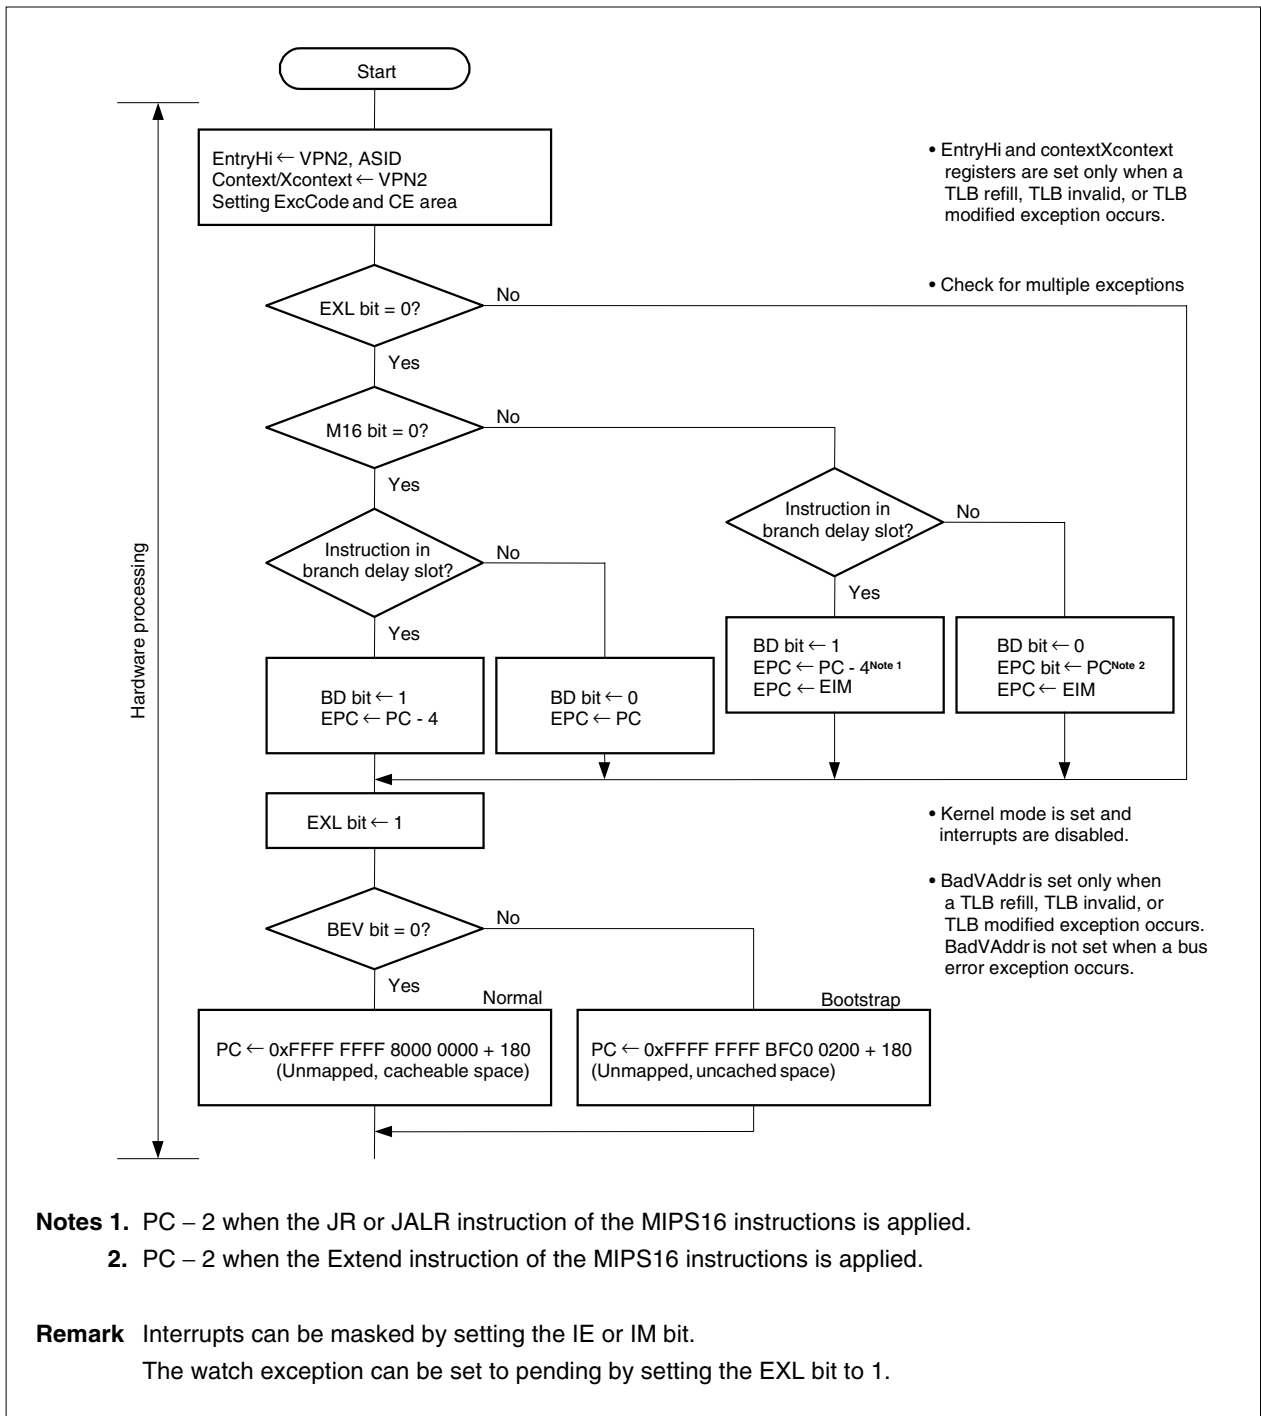 Start
EntryHi ← VPN2, ASID
Context/Xcontext ← VPN2
Setting ExcCode and CE area
• EntryHi and contextXcontext
registers are set only when a
TLB refill, TLB invalid, or TLB
modified exception occurs.
EXL bit = 0?
No
• Check for multiple exceptions
Yes
M16 bit = 0?
No
Yes
Instruction in
branch delay slot?
No
Instruction in
branch delay slot?
No
Yes
Yes
Hardware processing
BD bit ← 1
EPC ← PC - 4
BD bit ← 0
EPC ← PC
BD bit ← 1
EPC ← PC - 4Note 1
EPC ← EIM
BD bit ← 0
EPC bit ← PCNote 2
EPC ← EIM
EXL bit ← 1
• Kernel mode is set and
interrupts are disabled.
• BadVAddr is set only when
a TLB refill, TLB invalid, or
TLB modified exception occurs.
BadVAddr is not set when a bus
error exception occurs.
BEV bit = 0?
No
Yes
Normal
PC ← 0xFFFF FFFF 8000 0000 + 180
(Unmapped, cacheable space)
Bootstrap
PC ← 0xFFFF FFFF BFC0 0200 + 180
(Unmapped, uncached space)
Notes 1. PC – 2 when the JR or JALR instruction of the MIPS16 instructions is applied.
2. PC – 2 when the Extend instruction of the MIPS16 instructions is applied.
Remark Interrupts can be masked by setting the IE or IM bit.
The watch exception can be set to pending by setting the EXL bit to 1.